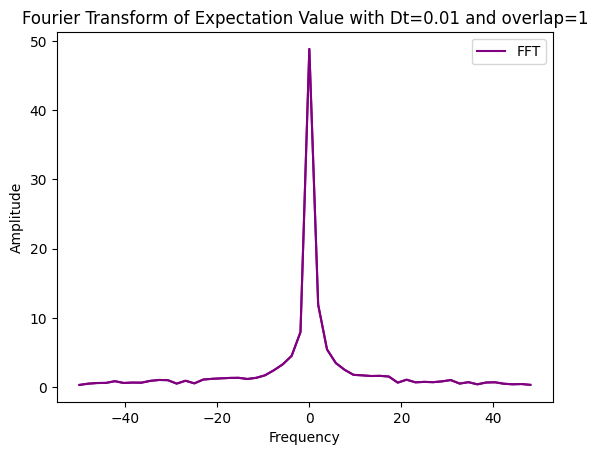 Fourier Transform of Expectation Value with Dt=0.01 and overlap=1
FFT
50
40
30
20
10
0
Amplitude
−40
−20
0
20
40
Frequency